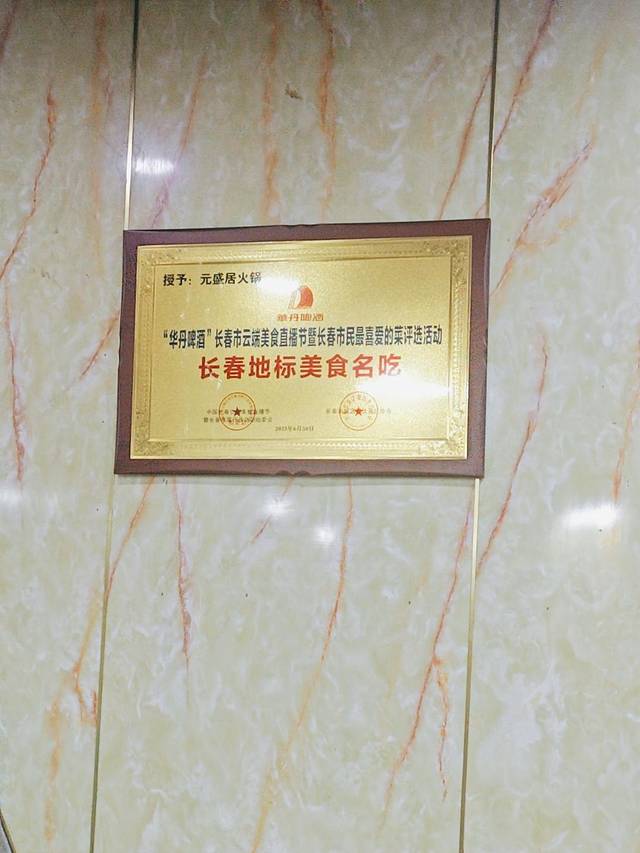 授予：元盛居火锅
華丹啤酒
“华丹啤酒”长春市云端美食直播节暨长春市民最喜爱的菜评选活动
长春地标美食名吃